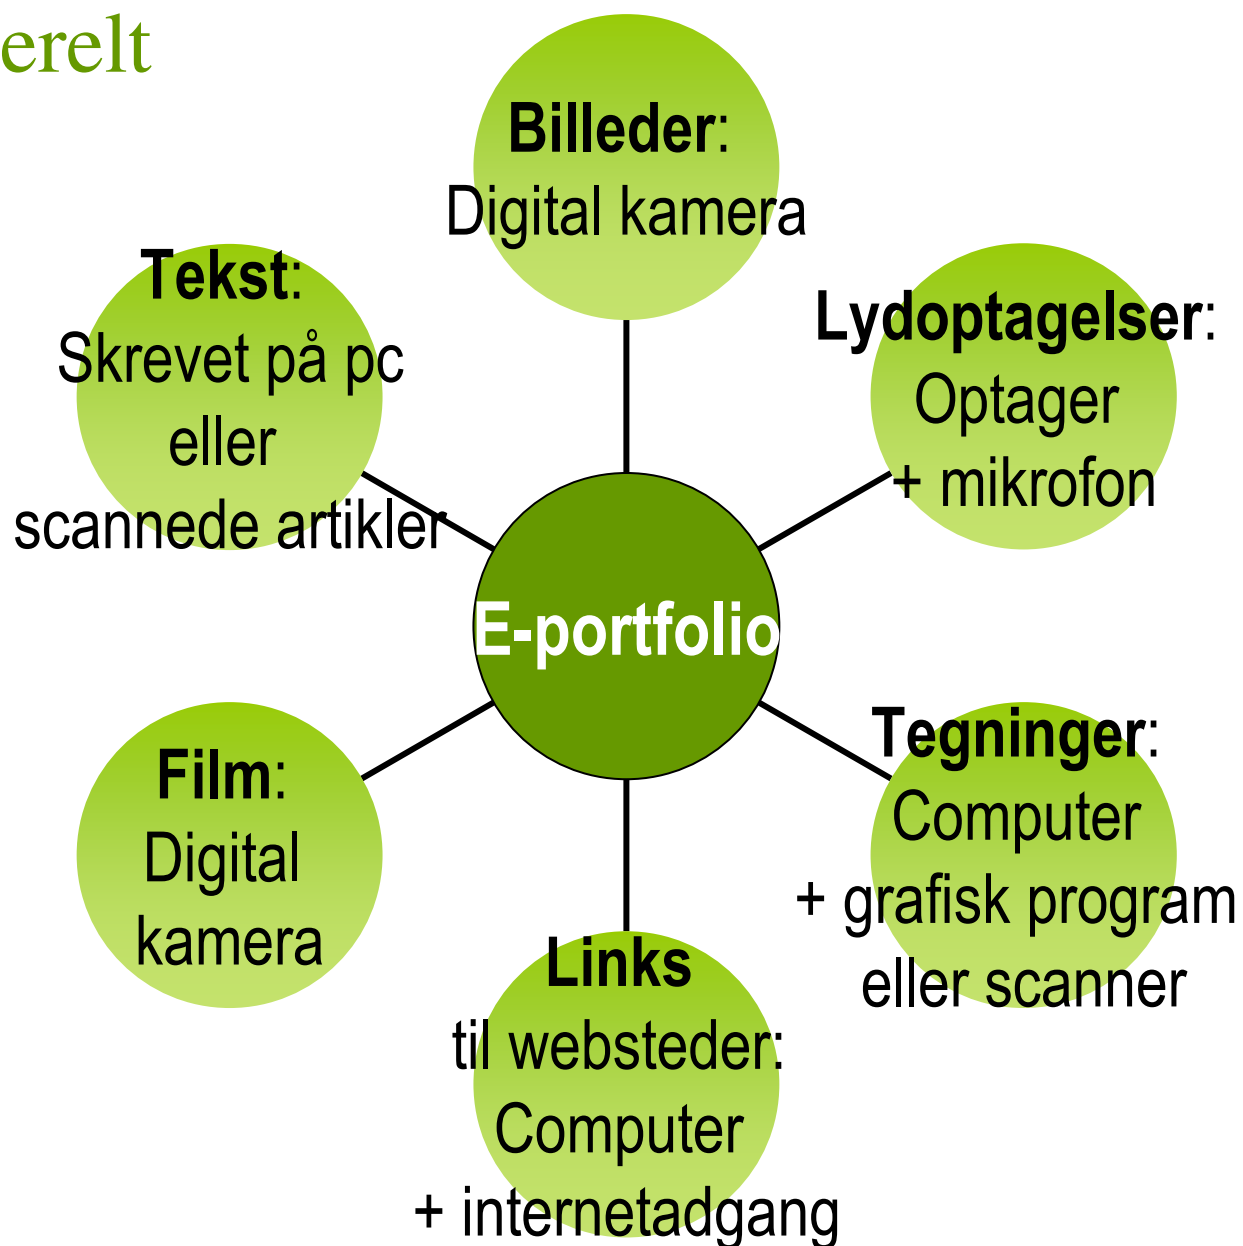 erelt
Billeder:
Digital kamera
Tekst:
Skrevet på pc
eller
scannede artikler
Lydoptagelser:
Optager
+ mikrofon
E-portfolio
Film:
Digital
kamera
Tegninger:
Computer
+ grafisk program
eller scanner
Links
til websteder:
Computer
+ internetadgang